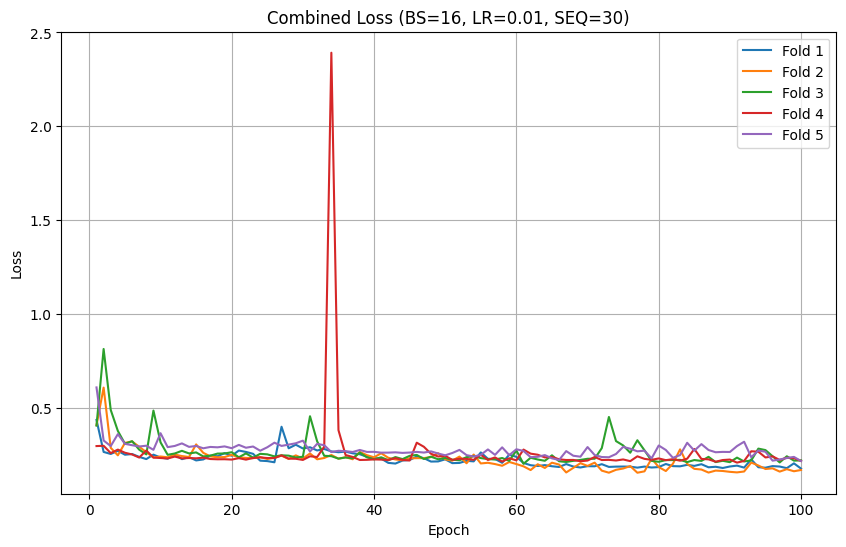 Combined Loss (BS=16, LR=0.01, SEQ=30)
Fold 1
Fold 2
Fold 3
Fold 4
Fold 5
2.5
2.0
1.5
1.0
0.5
Loss
0 20 40 60 80 100
Epoch